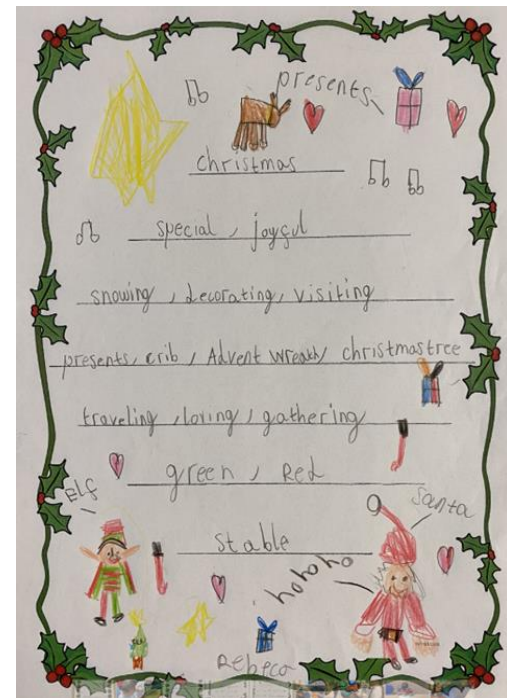 presents
christmas
special, joyful
snowing, decorating, visiting
presents, crib, Advent wreath, christmastree
traveling, loving, gathering
green, Red
Elf
Santa
stable
hohoho
Rebeca